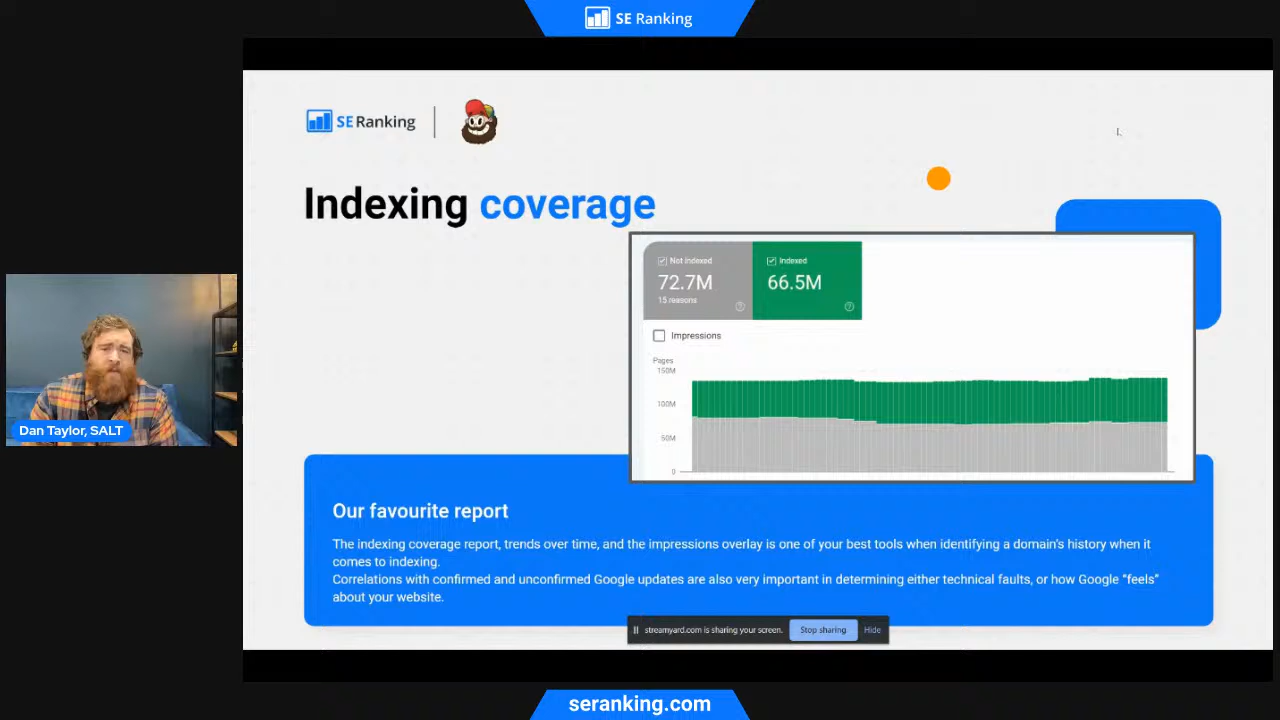 SE Ranking
SE Ranking
Indexing coverage
Not indexed
72.7M
15 reasons
Indexed
66.5M
Impressions
Pages
150M
100M
50M
0
Dan Taylor, SALT
Our favourite report
The indexing coverage report, trends over time, and the impressions overlay is one of your best tools when identifying a domain's history when it
comes to indexing.
Correlations with confirmed and unconfirmed Google updates are also very important in determining either technical faults, or how Google “feels”
about your website.
streamyard.com is sharing your screen.
Stop sharing
Hide
seranking.com